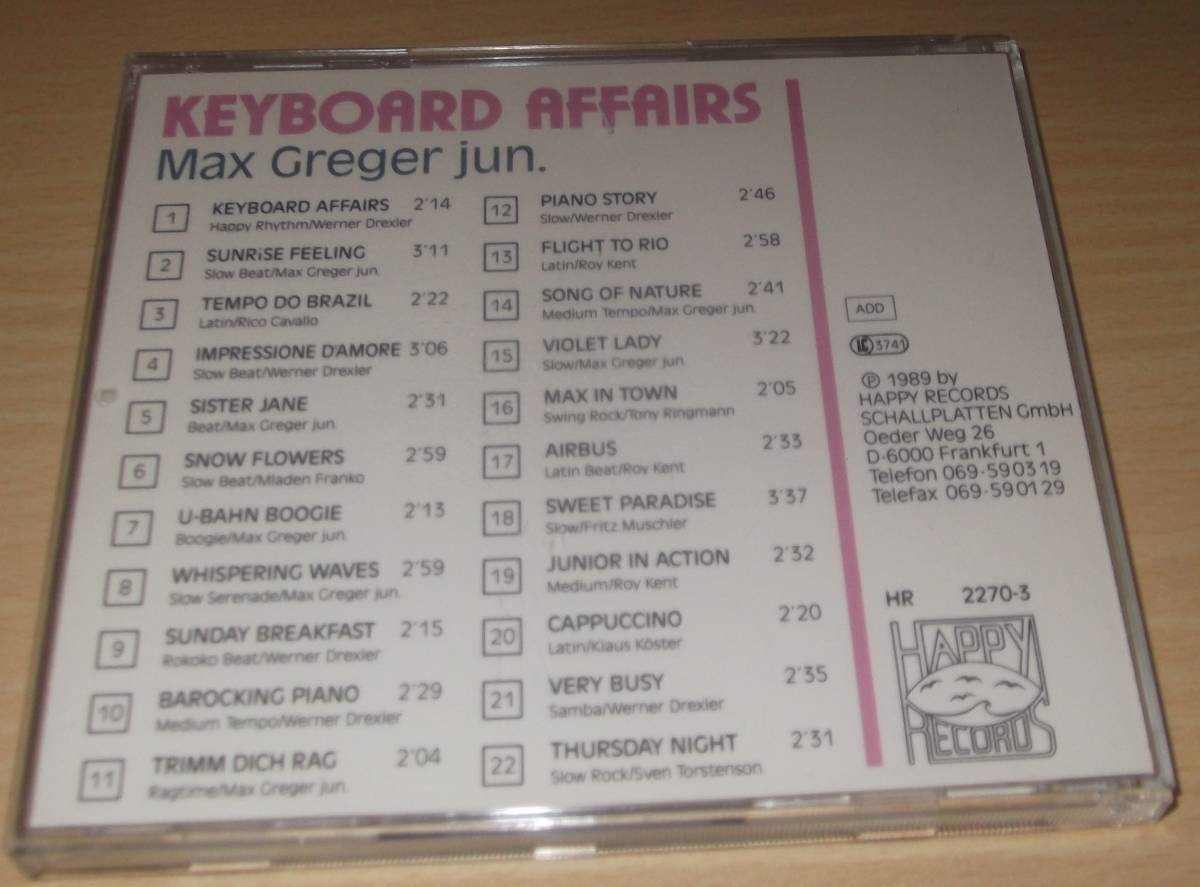 KEYBOARD AFFAIRS
Max Greger jun.
1 KEYBOARD AFFAIRS 2'14
Happy Rhythm/Werner Drexler
2 SUNRiSE FEELING 3'11
Slow Beat/Max Greger jun.
3 TEMPO DO BRAZIL 2'22
Latin/Rico Cavallo
4 IMPRESSIONE D'AMORE 3'06
Slow Beat/Werner Drexler
5 SISTER JANE 2'31
Beat/Max Greger jun.
6 SNOW FLOWERS 2'59
Slow Beat/Mladen Franko
7 U-BAHN BOOGIE 2'13
Boogie/Max Greger jun.
8 WHISPERING WAVES 2'59
Slow Serenade/Max Greger jun.
9 SUNDAY BREAKFAST 2'15
Rokoko Beat/Werner Drexler
10 BAROCKING PIANO 2'29
Medium Tempo/Werner Drexler
11 TRIMM DICH RAG 2'04
Ragtime/Max Greger jun.
12 PIANO STORY 2'46
Slow/Werner Drexler
13 FLIGHT TO RIO 2'58
Latin/Roy Kent
14 SONG OF NATURE 2'41
Medium Tempo/Max Greger jun.
15 VIOLET LADY 3'22
Slow/Max Greger jun.
16 MAX IN TOWN 2'05
Swing Rock/Tony Ringmann
17 AIRBUS 2'33
Latin Beat/Roy Kent
18 SWEET PARADISE 3'37
Slow/Fritz Muschler
19 JUNIOR IN ACTION 2'32
Medium/Roy Kent
20 CAPPUCCINO 2'20
Latin/Klaus Köster
21 VERY BUSY 2'35
Samba/Werner Drexler
22 THURSDAY NIGHT 2'31
Slow Rock/Sven Torstenson
ADD
LC 3741
℗ 1989 by
HAPPY RECORDS
SCHALLPLATTEN GmbH
Oeder Weg 26
D-6000 Frankfurt 1
Telefon 069-590319
Telefax 069-590129
HR 2270-3
HAPPY
RECORDS